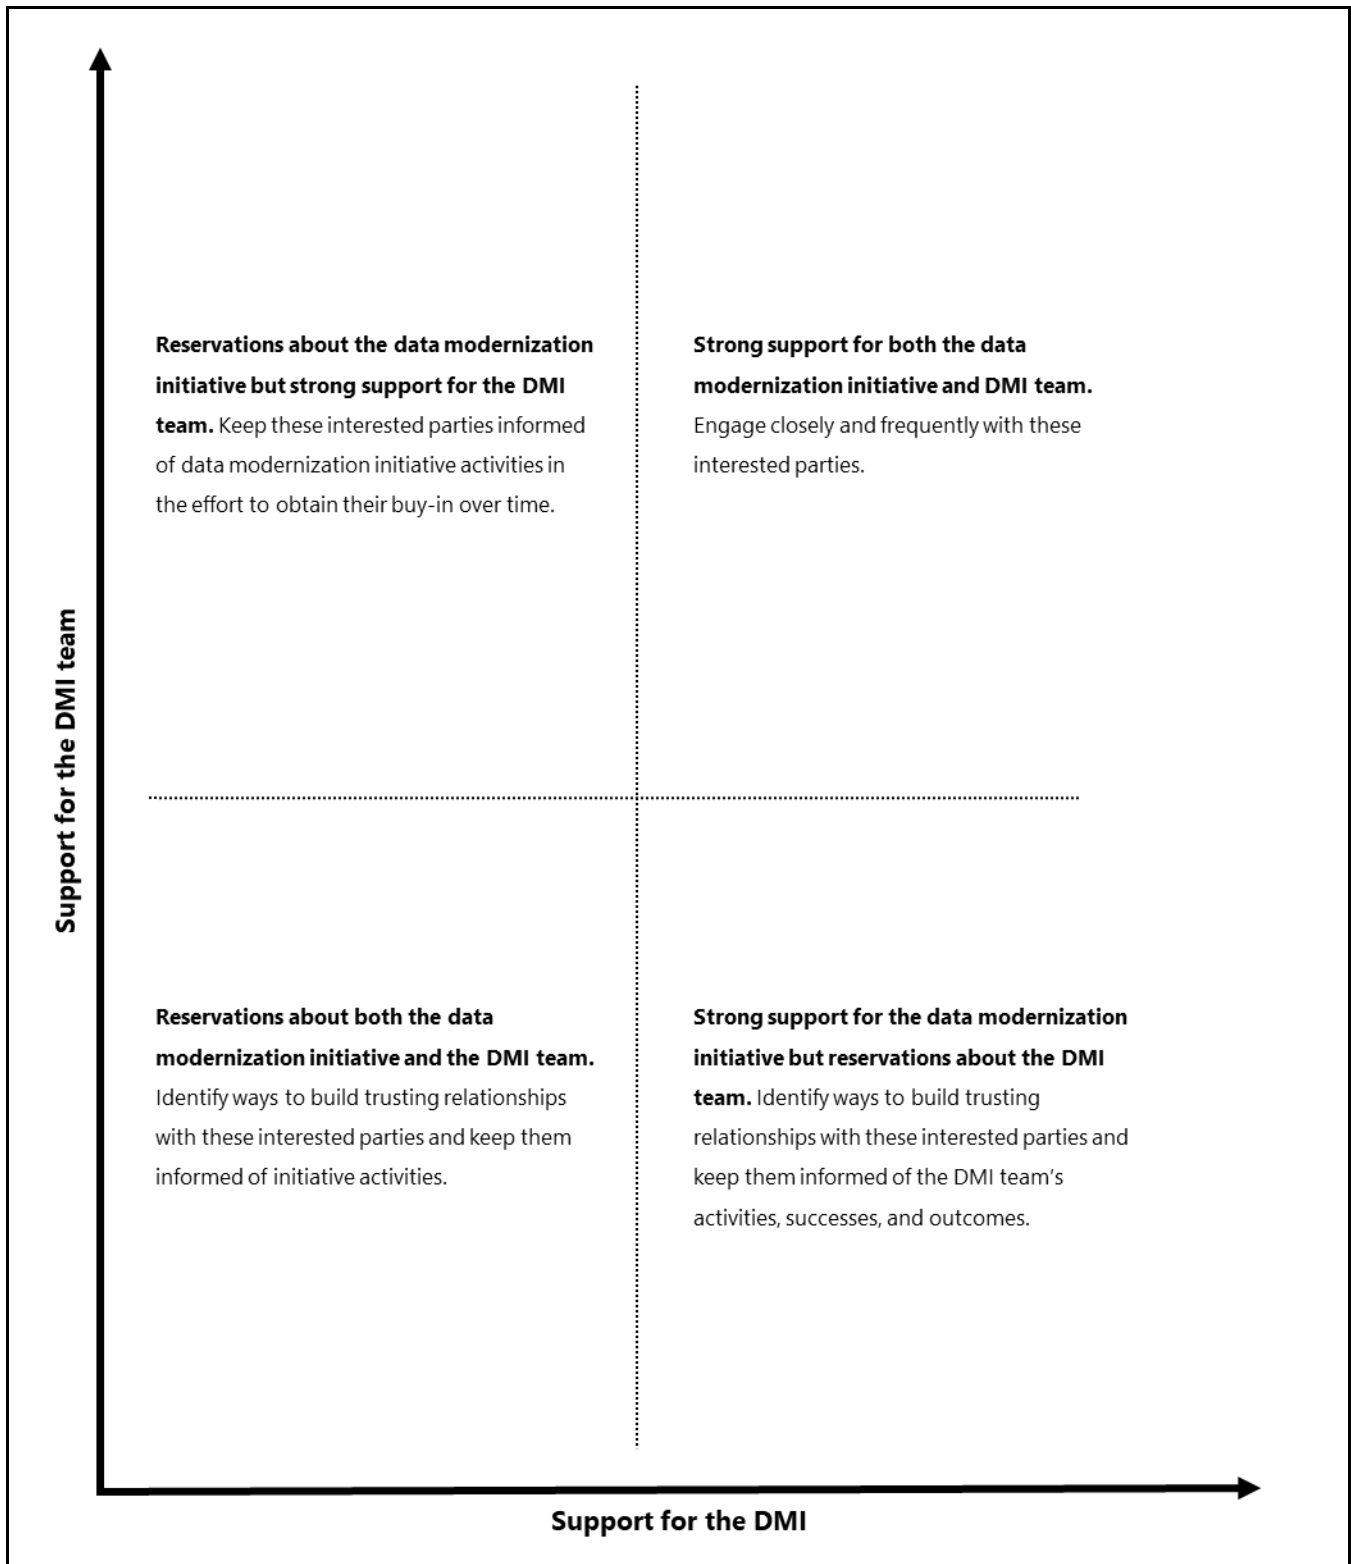 Reservations about the data modernization
initiative but strong support for the DMI
team. Keep these interested parties informed
of data modernization initiative activities in
the effort to obtain their buy-in over time.
Strong support for both the data
modernization initiative and DMI team.
Engage closely and frequently with these
interested parties.
Support for the DMI team
Reservations about both the data
modernization initiative and the DMI team.
Identify ways to build trusting relationships
with these interested parties and keep them
informed of initiative activities.
Strong support for the data modernization
initiative but reservations about the DMI
team. Identify ways to build trusting
relationships with these interested parties and
keep them informed of the DMI team’s
activities, successes, and outcomes.
Support for the DMI